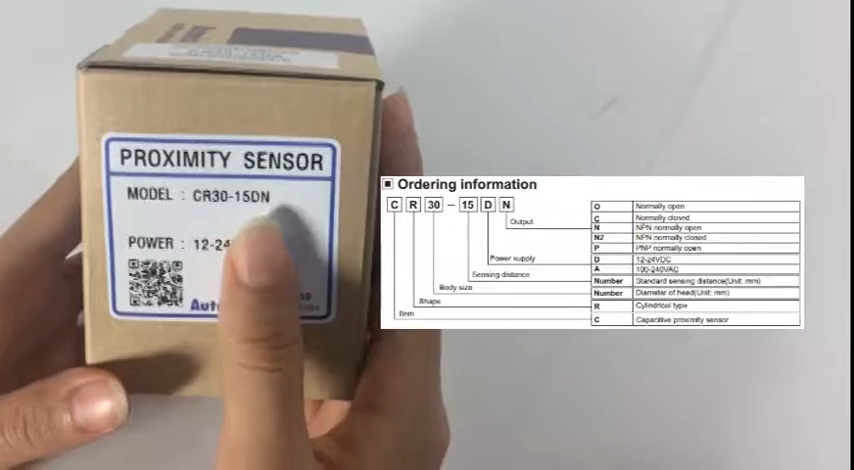 PROXIMITY SENSOR
MODEL : CR30-15DN
POWER : 12-24
Aut
Ordering information
C R 30 - 15 D N
Output
Power supply
Sensing distance
Body size
Shape
Item
O Normally open
C Normally closed
N NPN normally open
N2 NPN normally closed
P PNP normally open
D 12-24VDC
A 100-240VAC
Number Standard sensing distance(Unit: mm)
Number Diameter of head(Unit: mm)
R Cylindrical type
C Capacitive proximity sensor